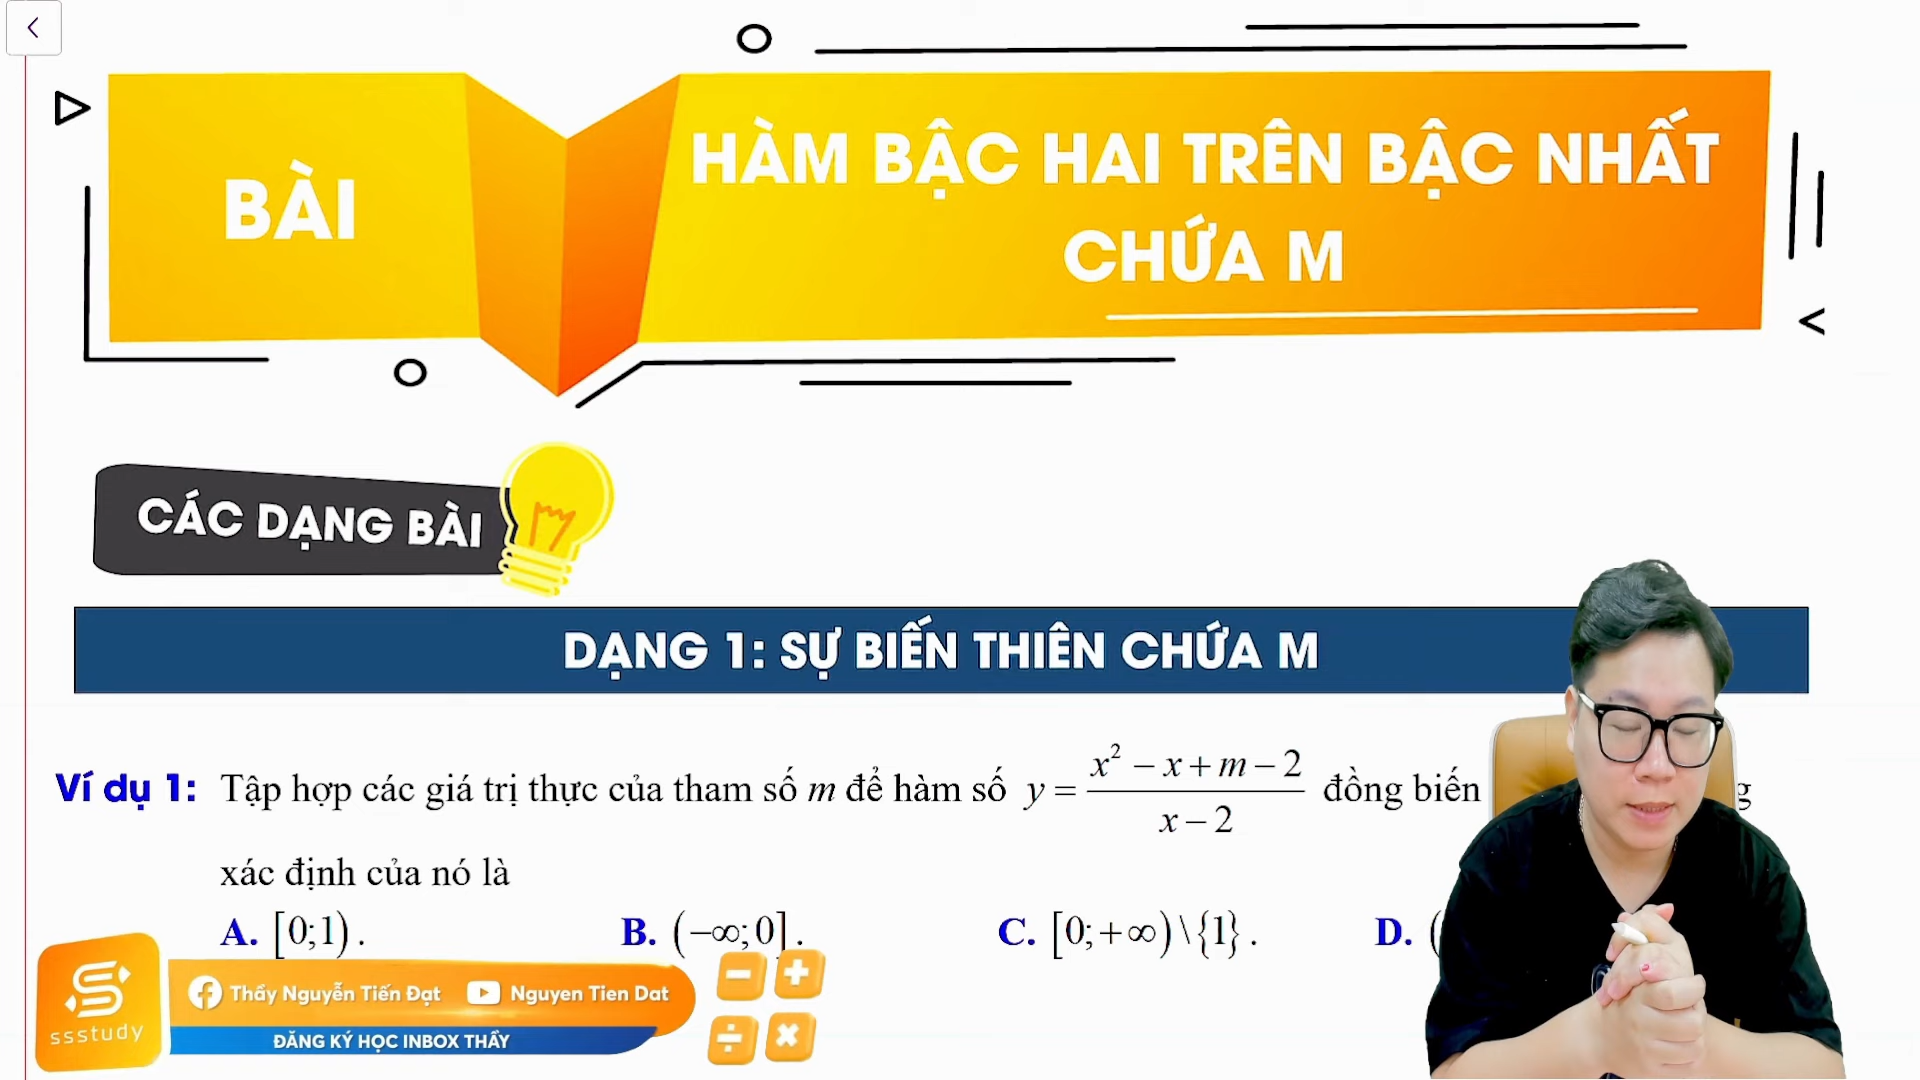 BÀI
HÀM BẬC HAI TRÊN BẬC NHẤT
CHỨA M
CÁC DẠNG BÀI
DẠNG 1: SỰ BIẾN THIÊN CHỨA M
Ví dụ 1: Tập hợp các giá trị thực của tham số m để hàm số y = (x² − x + m − 2)/(x − 2) đồng biến
xác định của nó là
A. [0;1). B. (−∞;0]. C. [0;+∞)\{1}. D. (
ssstudy
Thầy Nguyễn Tiến Đạt Nguyen Tien Dat
ĐĂNG KÝ HỌC INBOX THẦY